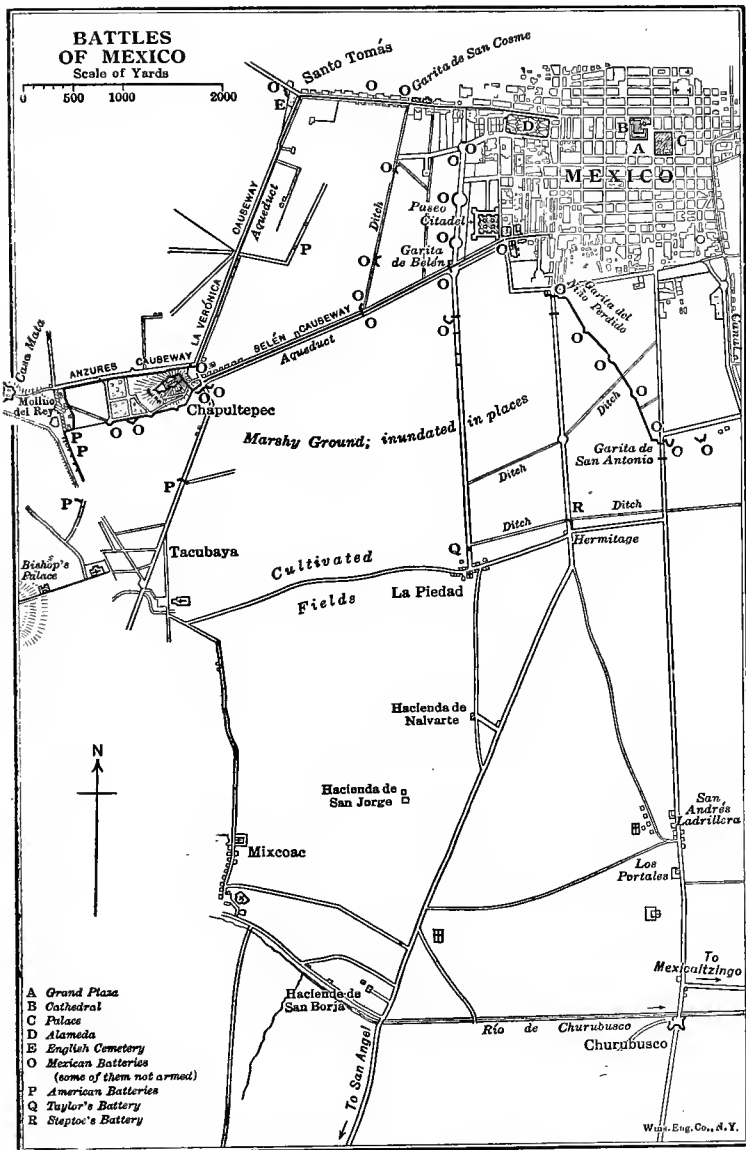 BATTLES
OF MEXICO
Scale of Yards
0 500 1000 2000
Santo Tomás
Garita de San Cosme
O
O
O
O
E
D
B
A
C
MEXICO
O
O
O
CAUSEWAY
Aqueduct
Ditch
Paseo
Citadel
P
Garita
de Belén
O
O
O
O
LA VERÓNICA
BELÉN CAUSEWAY
Aqueduct
O
O
O
Garita del
Niño Perdido
Canal
Casa Mata
ANZURES CAUSEWAY
O
O
O
Molino
del Rey
Chapultepec
O
O
P
P
O O
Marshy Ground; inundated in places
Ditch
O
O
Garita de
San Antonio
O O
P
P
Ditch
R
Ditch
Ditch
Hermitage
Tacubaya
Q
Bishop's
Palace
Cultivated
Fields
La Piedad
Hacienda de
Nalvarte
N
Hacienda de
San Jorge
San
Andrés
Ladrillera
Mixcoac
Los
Portales
To
Mexicaltzingo
Hacienda de
San Borja
Río de Churubusco
Churubusco
To San Angel
A Grand Plaza
B Cathedral
C Palace
D Alameda
E English Cemetery
O Mexican Batteries
(some of them not armed)
P American Batteries
Q Taylor's Battery
R Steptoe's Battery
Wms. Eng. Co., N.Y.